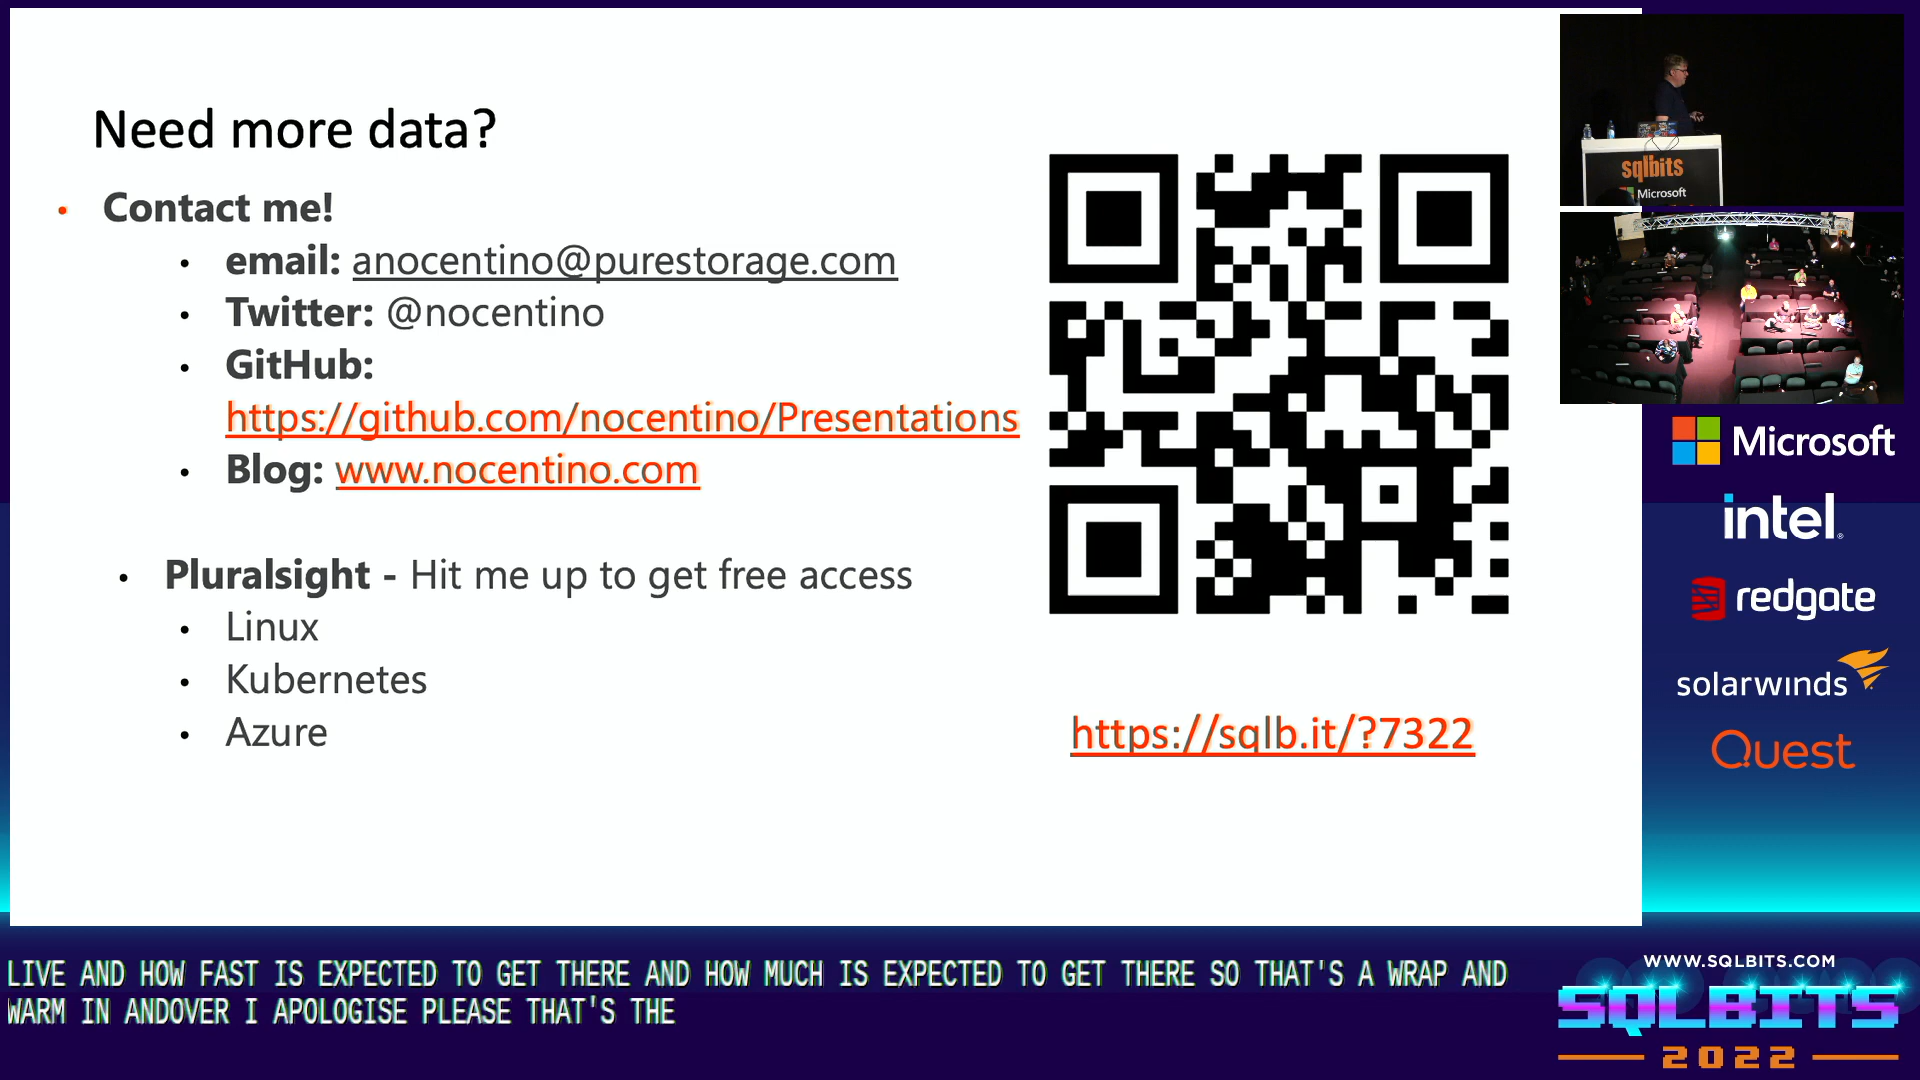 Need more data?
• Contact me!
• email: anocentino@purestorage.com
• Twitter: @nocentino
• GitHub:
https://github.com/nocentino/Presentations
• Blog: www.nocentino.com
• Pluralsight - Hit me up to get free access
• Linux
• Kubernetes
• Azure
https://sqlb.it/?7322
sqlbits
Microsoft
Microsoft
intel.
redgate
solarwinds
Quest
LIVE AND HOW FAST IS EXPECTED TO GET THERE AND HOW MUCH IS EXPECTED TO GET THERE SO THAT'S A WRAP AND
WARM IN ANDOVER I APOLOGISE PLEASE THAT'S THE
WWW.SQLBITS.COM
SQLBITS
2022